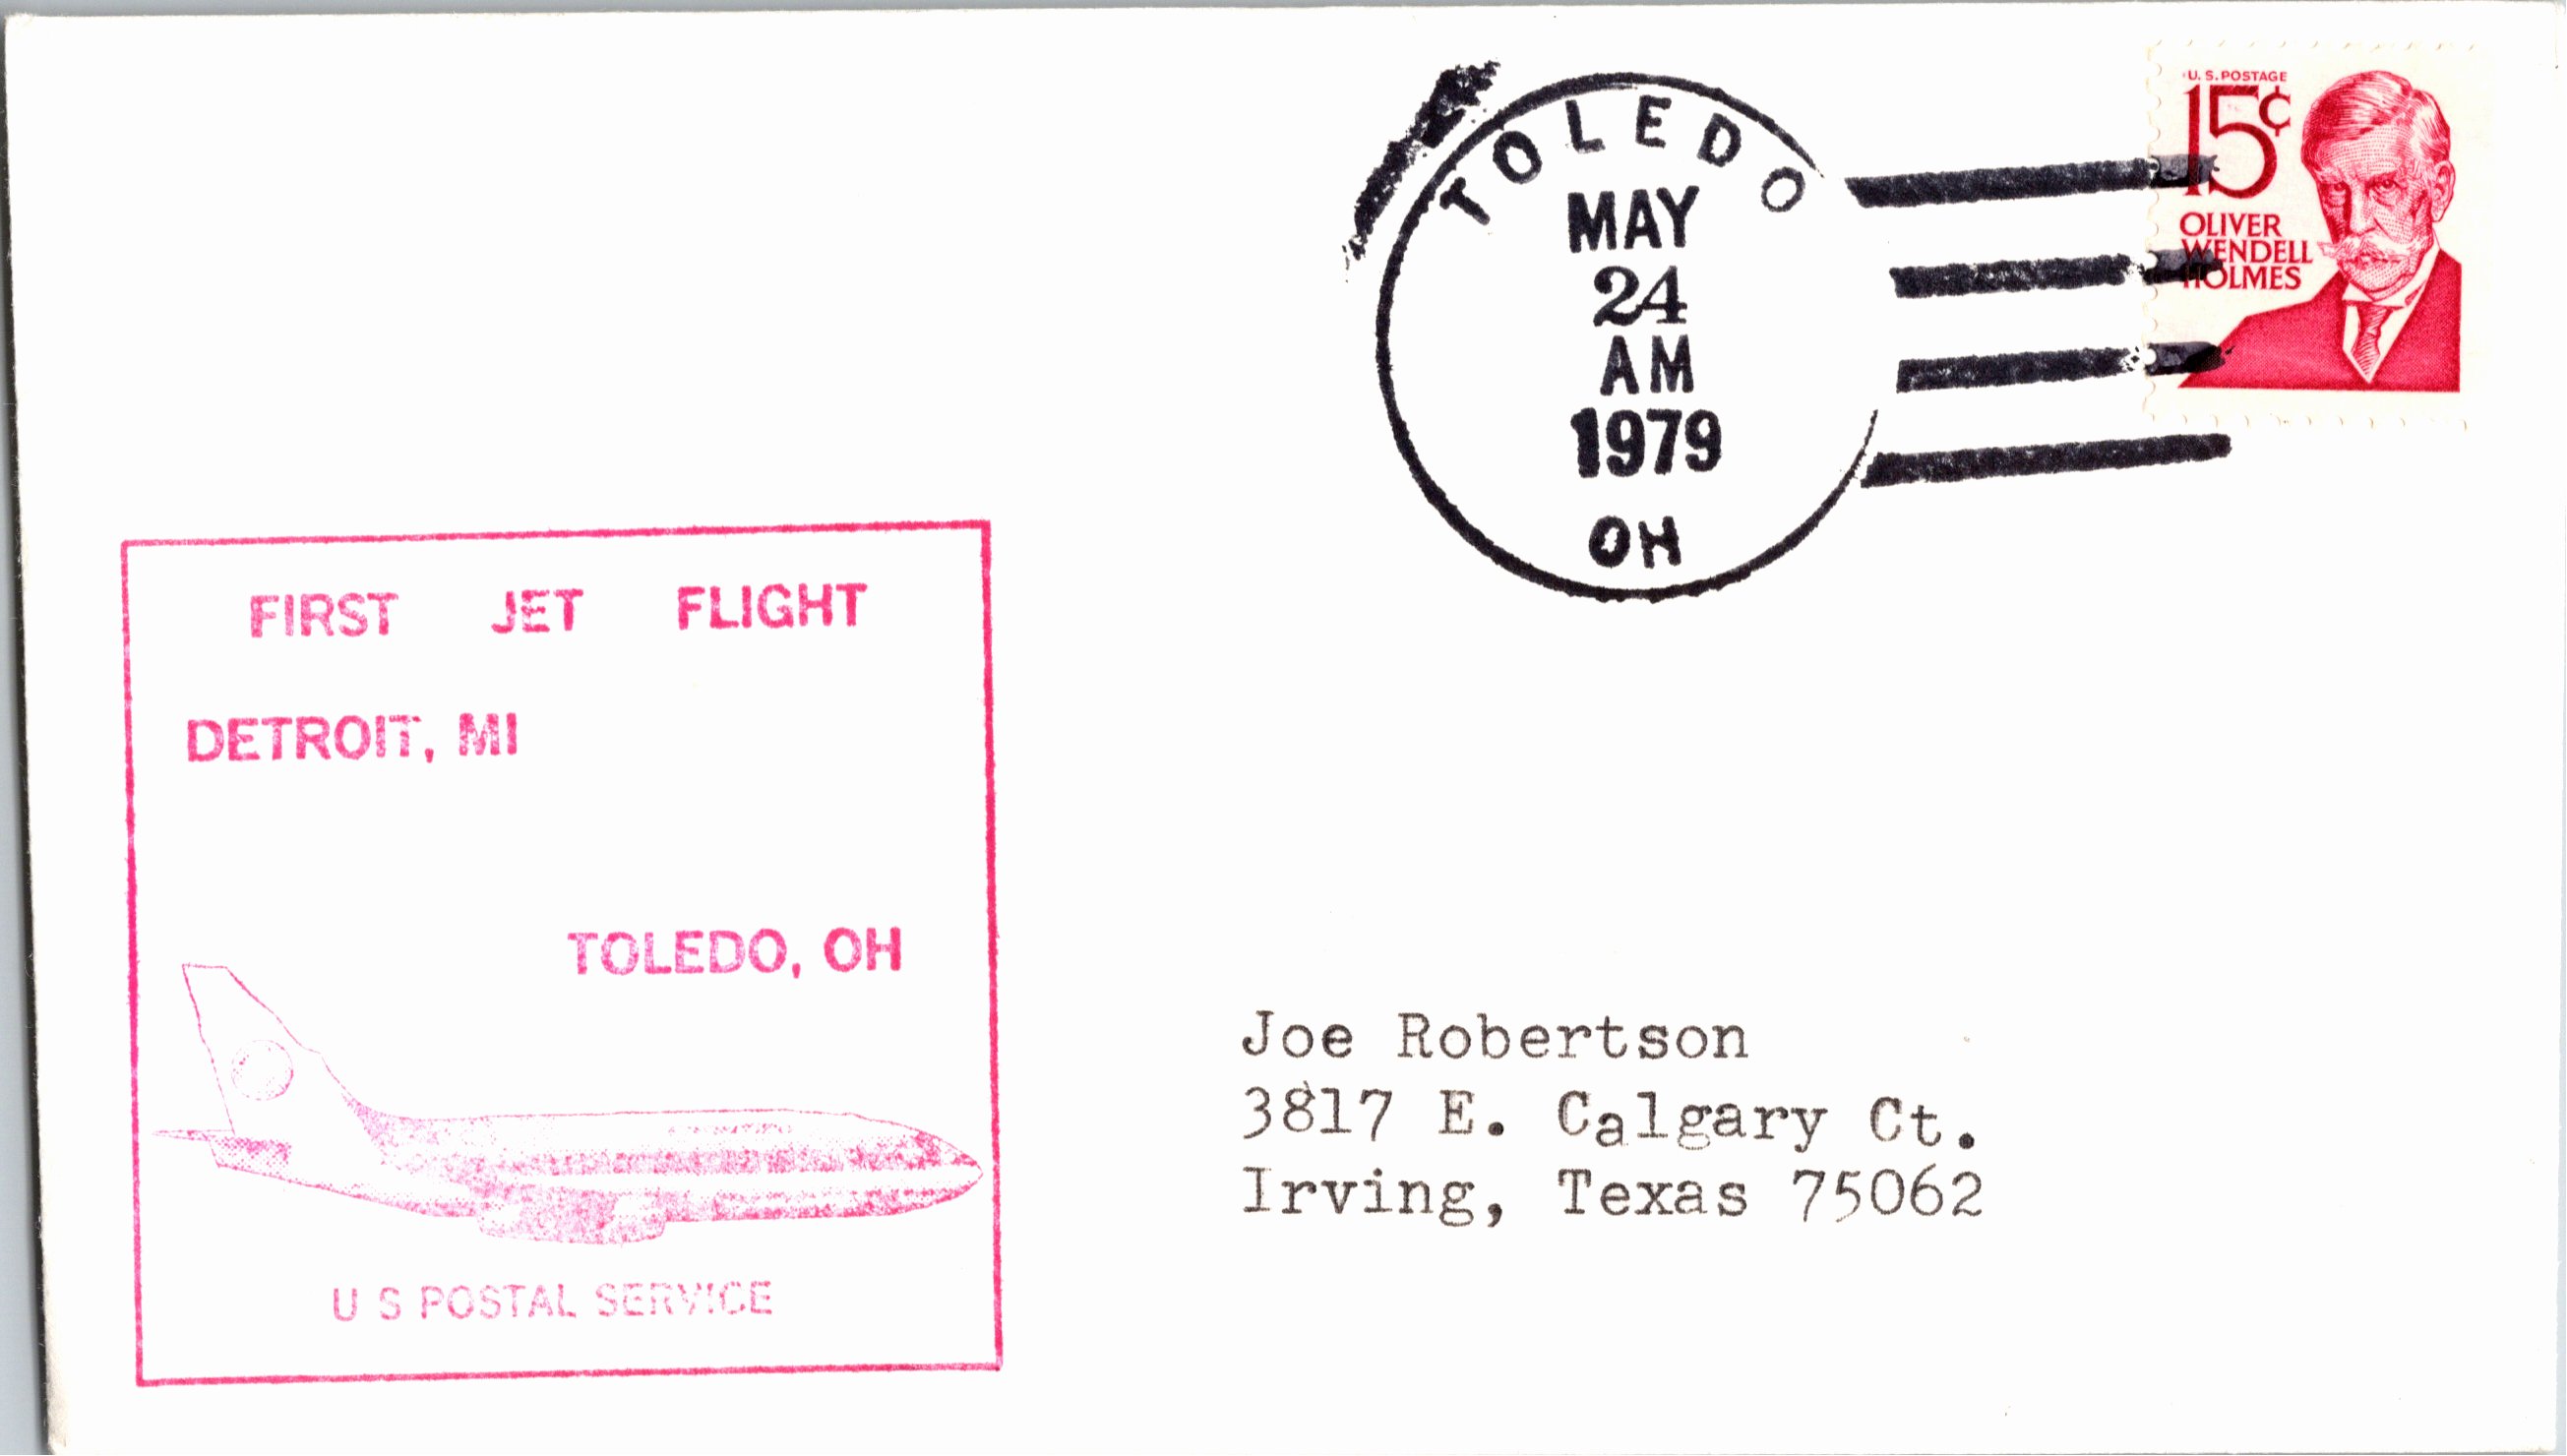 U.S. POSTAGE
15¢
OLIVER
WENDELL
HOLMES
TOLEDO
MAY
24
AM
1979
OH
FIRST JET FLIGHT
DETROIT, MI
TOLEDO, OH
U S POSTAL SERVICE
Joe Robertson
3817 E. Calgary Ct.
Irving, Texas 75062